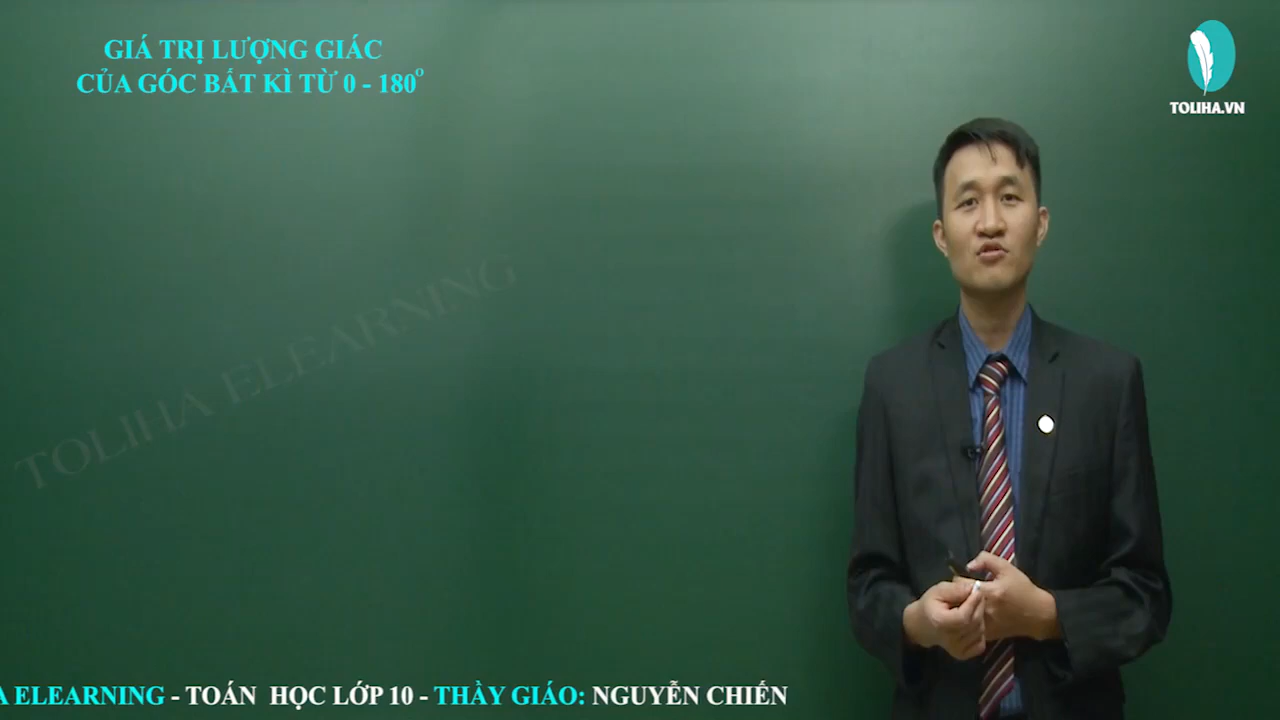 GIÁ TRỊ LƯỢNG GIÁC
CỦA GÓC BẤT KÌ TỪ 0 - 180°
TOLIHA.VN
TOLIHA ELEARNING
A ELEARNING - TOÁN HỌC LỚP 10 - THẦY GIÁO: NGUYỄN CHIẾN